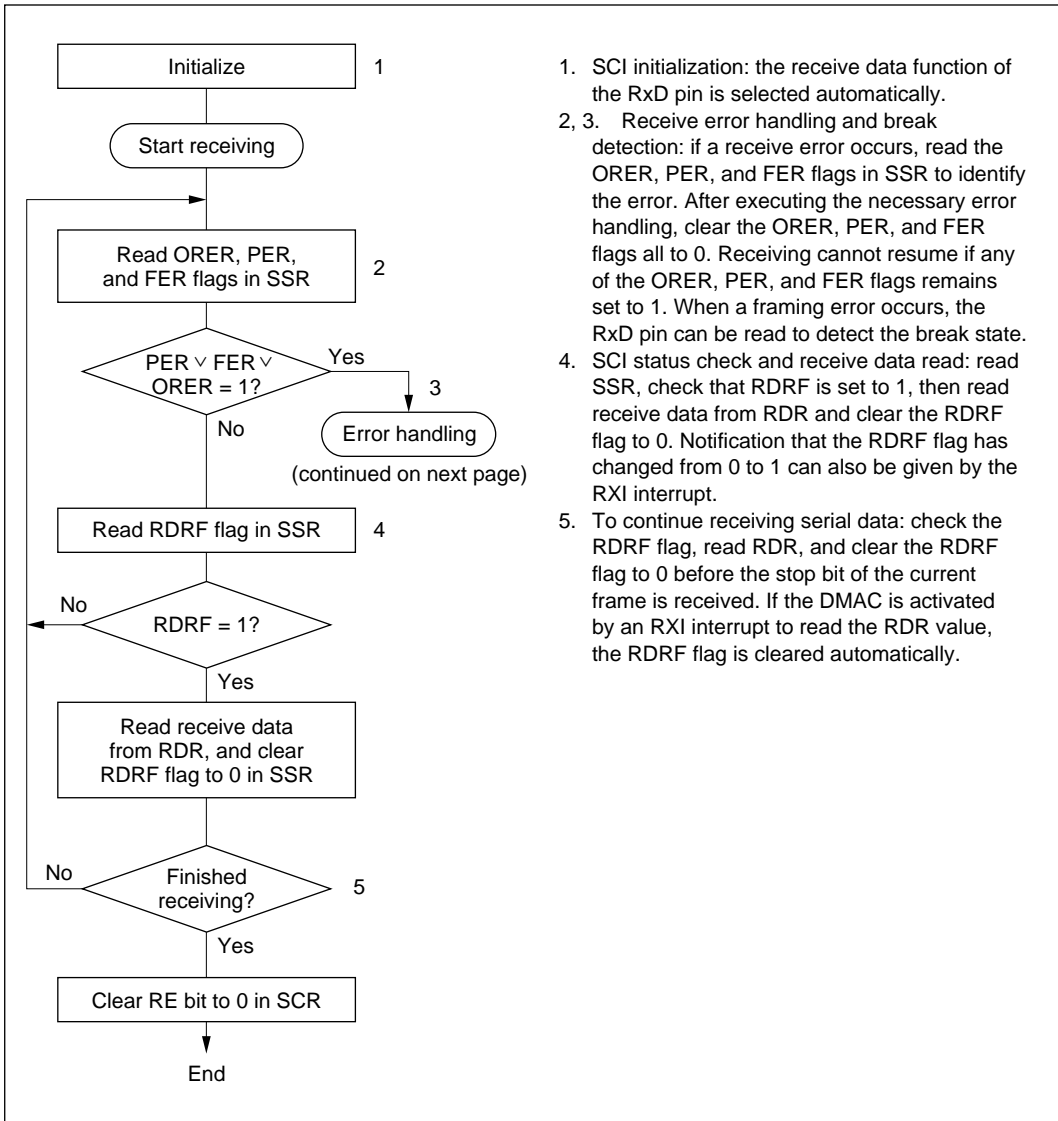 Initialize
1
Start receiving
Read ORER, PER,
and FER flags in SSR
2
PER ∨ FER ∨
ORER = 1?
Yes
3
No
Error handling
(continued on next page)
Read RDRF flag in SSR
4
No
RDRF = 1?
Yes
Read receive data
from RDR, and clear
RDRF flag to 0 in SSR
No
Finished
receiving?
5
Yes
Clear RE bit to 0 in SCR
End
1. SCI initialization: the receive data function of
the RxD pin is selected automatically.
2, 3. Receive error handling and break
detection: if a receive error occurs, read the
ORER, PER, and FER flags in SSR to identify
the error. After executing the necessary error
handling, clear the ORER, PER, and FER
flags all to 0. Receiving cannot resume if any
of the ORER, PER, and FER flags remains
set to 1. When a framing error occurs, the
RxD pin can be read to detect the break state.
4. SCI status check and receive data read: read
SSR, check that RDRF is set to 1, then read
receive data from RDR and clear the RDRF
flag to 0. Notification that the RDRF flag has
changed from 0 to 1 can also be given by the
RXI interrupt.
5. To continue receiving serial data: check the
RDRF flag, read RDR, and clear the RDRF
flag to 0 before the stop bit of the current
frame is received. If the DMAC is activated
by an RXI interrupt to read the RDR value,
the RDRF flag is cleared automatically.